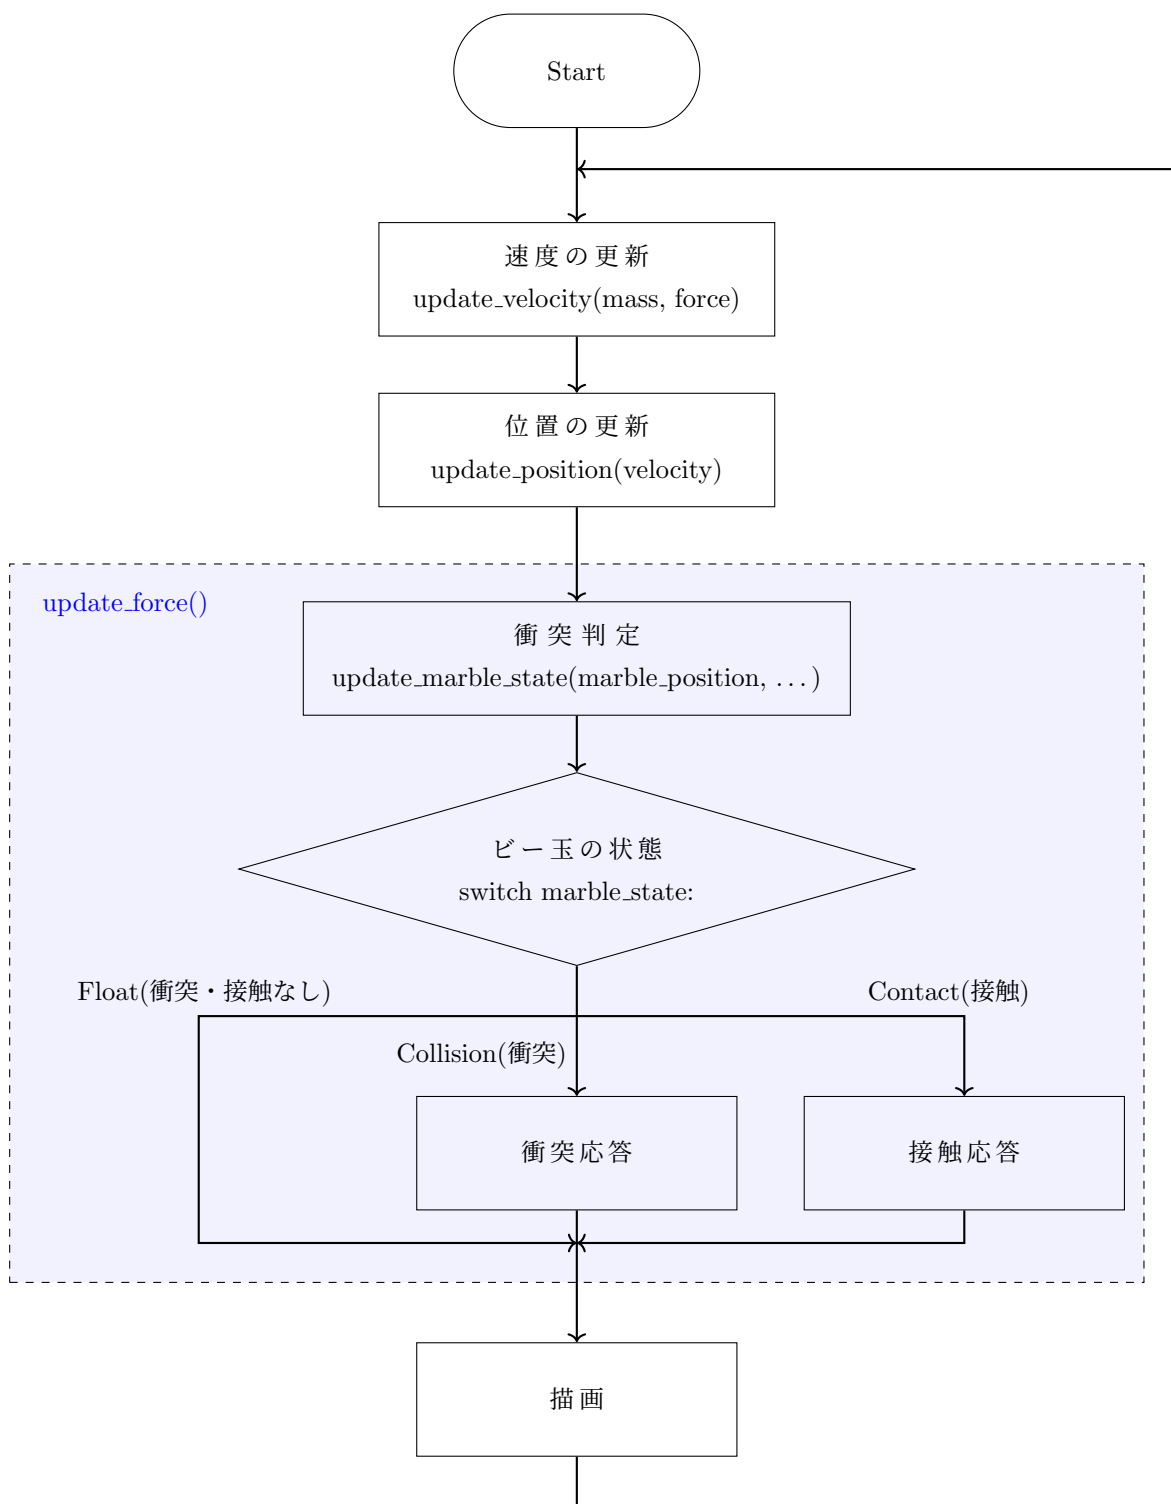 Start
速度の更新
update_velocity(mass, force)
位置の更新
update_position(velocity)
update_force()
衝突判定
update_marble_state(marble_position, ...)
ビー玉の状態
switch marble_state:
Float(衝突・接触なし)
Contact(接触)
Collision(衝突)
衝突応答
接触応答
描画